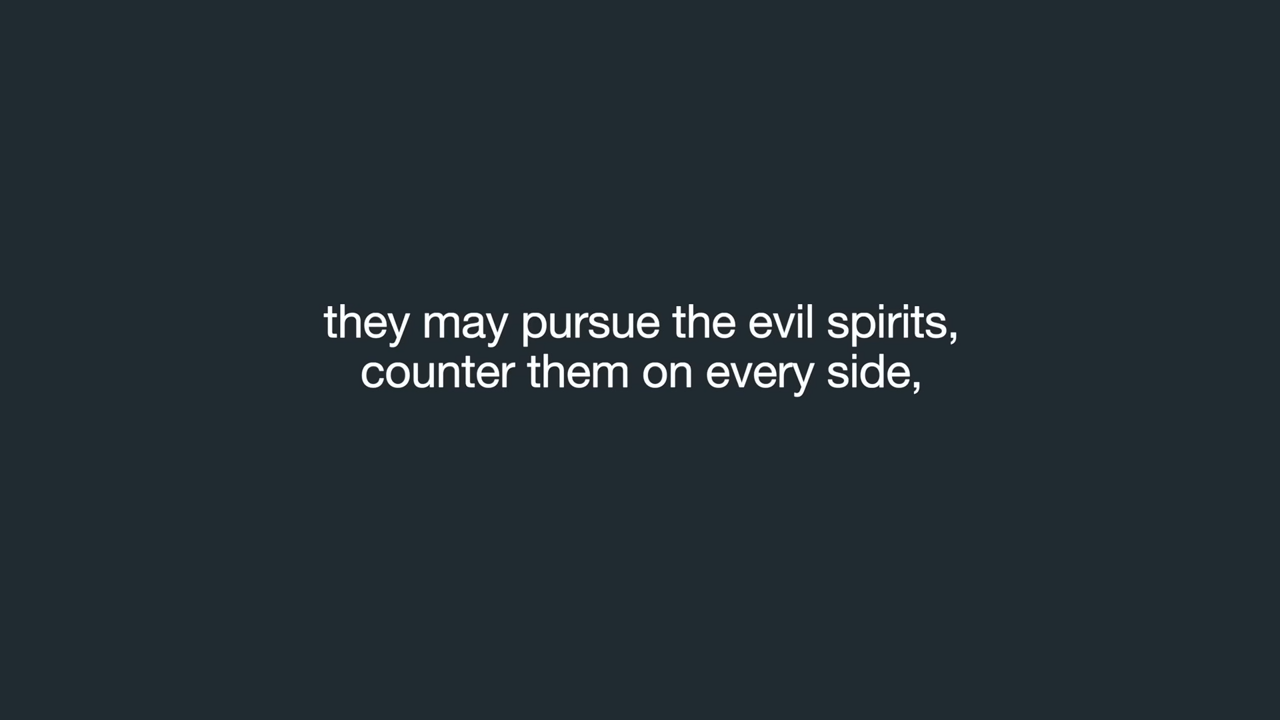 they may pursue the evil spirits,
counter them on every side,